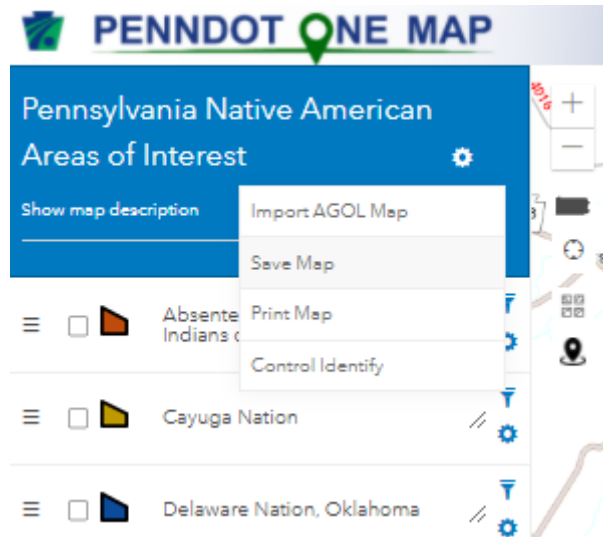 PENNDOT ONE MAP
Pennsylvania Native American
Areas of Interest
Show map description
Import AGOL Map
Save Map
Print Map
Control Identify
Absente
Indians
Cayuga Nation
Delaware Nation, Oklahoma
4016